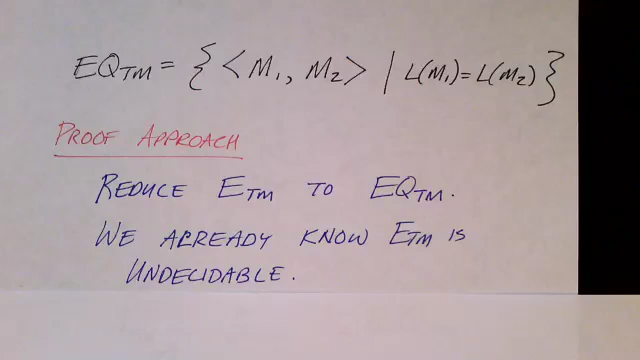 EQTM = { < M1, M2 > | L(M1) = L(M2) }
PROOF APPROACH
REDUCE ETM TO EQTM.
WE ALREADY KNOW ETM IS
UNDECIDABLE.